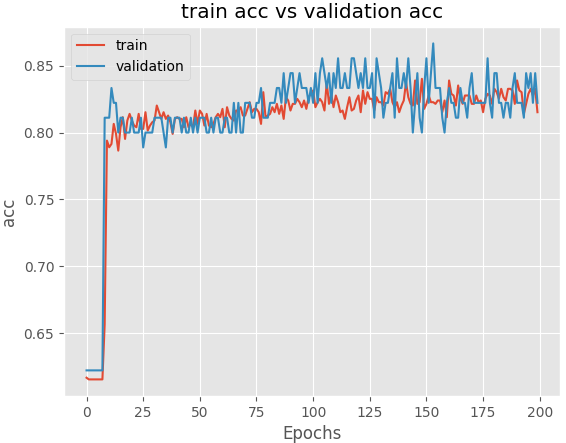 train acc vs validation acc
train
validation
acc
0.85
0.80
0.75
0.70
0.65
0 25 50 75 100 125 150 175 200
Epochs